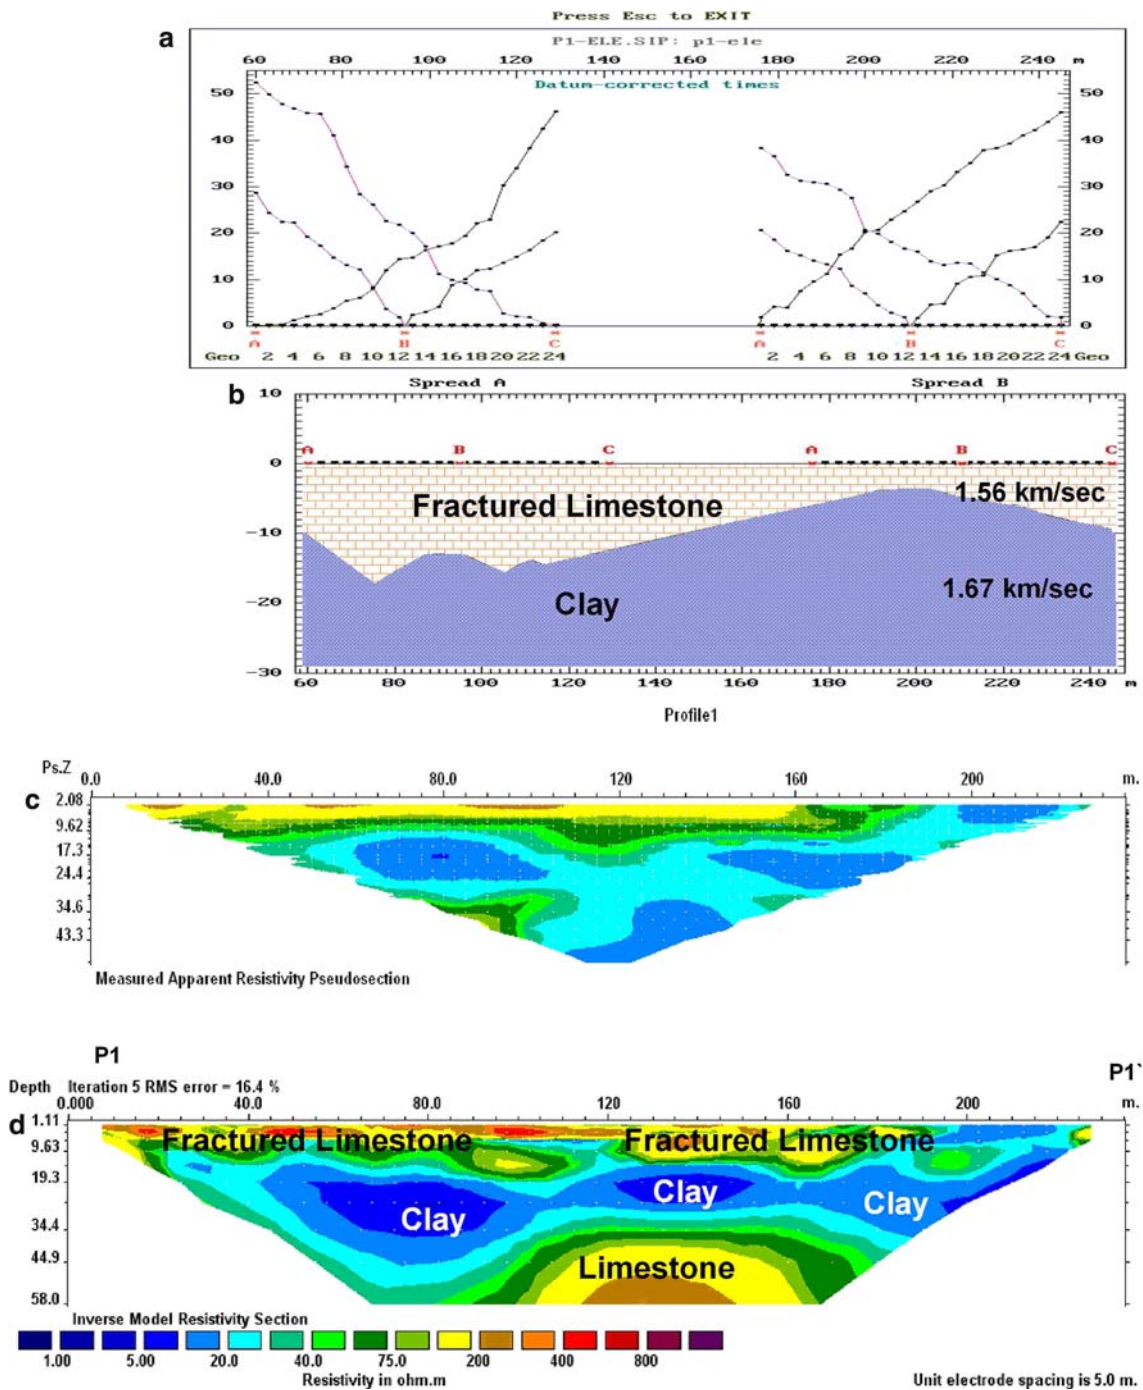 Press Esc to EXIT
a
P1-ELE.SIP: p1-ele
60 80 100 120 180 200 220 240 m
Datum-corrected times
50 50
40 40
30 30
20 20
10 10
0 0
A B C A B C
Geo 2 4 6 8 10 12 14 16 18 20 22 24 2 4 6 8 10 12 14 16 18 20 22 24 Geo
Spread A Spread B
b
10
A B C A B C
0
1.56 km/sec
Fractured Limestone
-10
1.67 km/sec
Clay
-20
-30
60 80 100 120 140 160 180 200 220 240 m
Profile1
Ps.Z 0.0 40.0 80.0 120 160 200 m.
c
2.08
9.62
17.3
24.4
34.6
43.3
Measured Apparent Resistivity Pseudosection
P1
P1`
Depth Iteration 5 RMS error = 16.4 %
0.000 40.0 80.0 120 160 200 m.
d
1.11
Fractured Limestone Fractured Limestone
9.63
19.3
Clay Clay Clay
34.4
44.9
Limestone
58.0
Inverse Model Resistivity Section
1.00 5.00 20.0 40.0 75.0 200 400 800
Resistivity in ohm.m
Unit electrode spacing is 5.0 m.